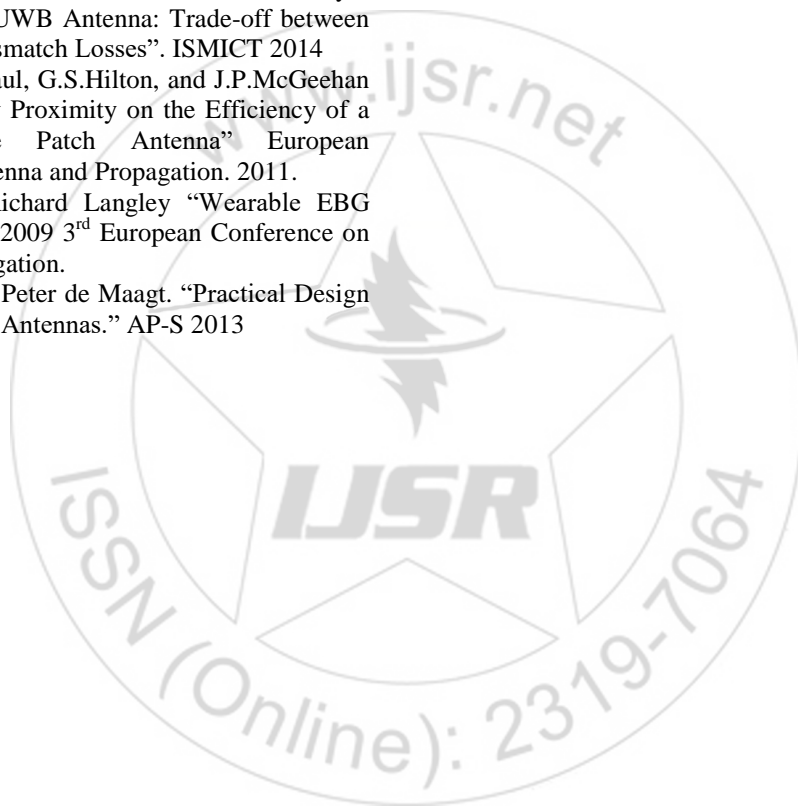 UWB Antenna: Trade-off between
smatch Losses”. ISMICT 2014
aul, G.S.Hilton, and J.P.McGeehan
Proximity on the Efficiency of a
Patch Antenna” European
enna and Propagation. 2011.
ichard Langley “Wearable EBG
2009 3rd European Conference on
gation.
Peter de Maagt. “Practical Design
Antennas.” AP-S 2013
www.ijsr.net
IJSR
ISSN (Online): 2319-7064